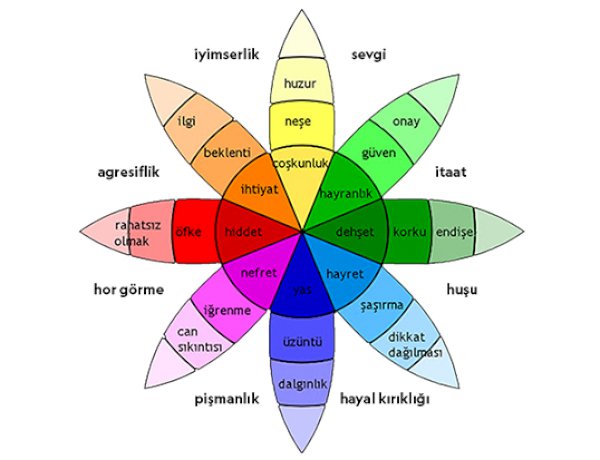 iyimserlik
sevgi
huzur
neşe
coşkunluk
ilgi
beklenti
ihtiyat
onay
güven
hayranlık
agresiflik
itaat
rahatsız
olmak
öfke
hiddet
dehşet
korku
endişe
hor görme
huşu
nefret
iğrenme
can
sıkıntısı
yas
üzüntü
dalgınlık
hayret
şaşırma
dikkat
dağılması
pişmanlık
hayal kırıklığı